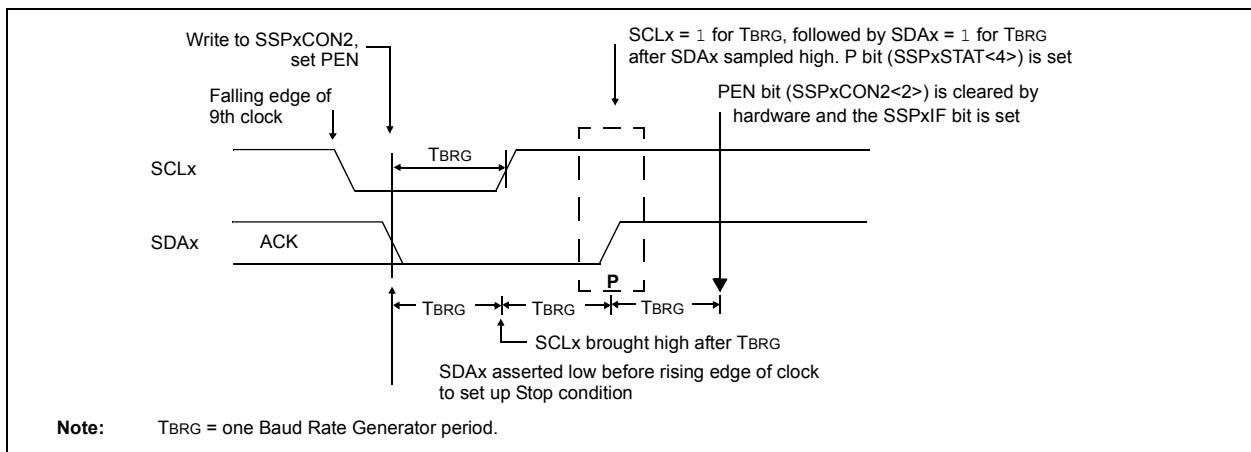 Write to SSPxCON2,
set PEN
SCLx = 1 for TBRG, followed by SDAx = 1 for TBRG
after SDAx sampled high. P bit (SSPxSTAT<4>) is set
Falling edge of
9th clock
PEN bit (SSPxCON2<2>) is cleared by
hardware and the SSPxIF bit is set
SCLx
TBRG
SDAx
ACK
P
TBRG
TBRG
TBRG
SCLx brought high after TBRG
SDAx asserted low before rising edge of clock
to set up Stop condition
Note: TBRG = one Baud Rate Generator period.